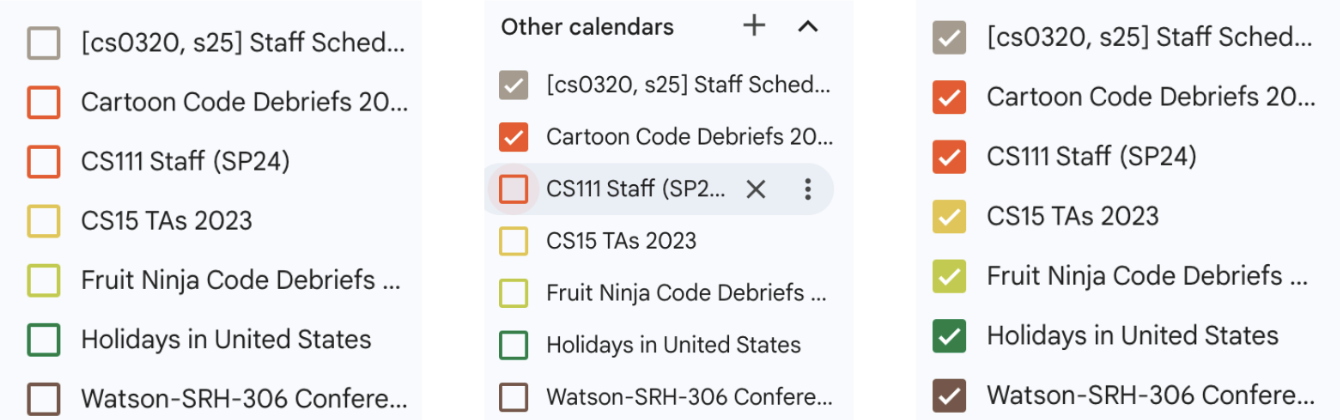 [cs0320, s25] Staff Sched...
Cartoon Code Debriefs 20...
CS111 Staff (SP24)
CS15 TAs 2023
Fruit Ninja Code Debriefs ...
Holidays in United States
Watson-SRH-306 Confere...
Other calendars
[cs0320, s25] Staff Sched...
Cartoon Code Debriefs 20...
CS111 Staff (SP2...
CS15 TAs 2023
Fruit Ninja Code Debriefs ...
Holidays in United States
Watson-SRH-306 Confere...
[cs0320, s25] Staff Sched...
Cartoon Code Debriefs 20...
CS111 Staff (SP24)
CS15 TAs 2023
Fruit Ninja Code Debriefs ...
Holidays in United States
Watson-SRH-306 Confere...